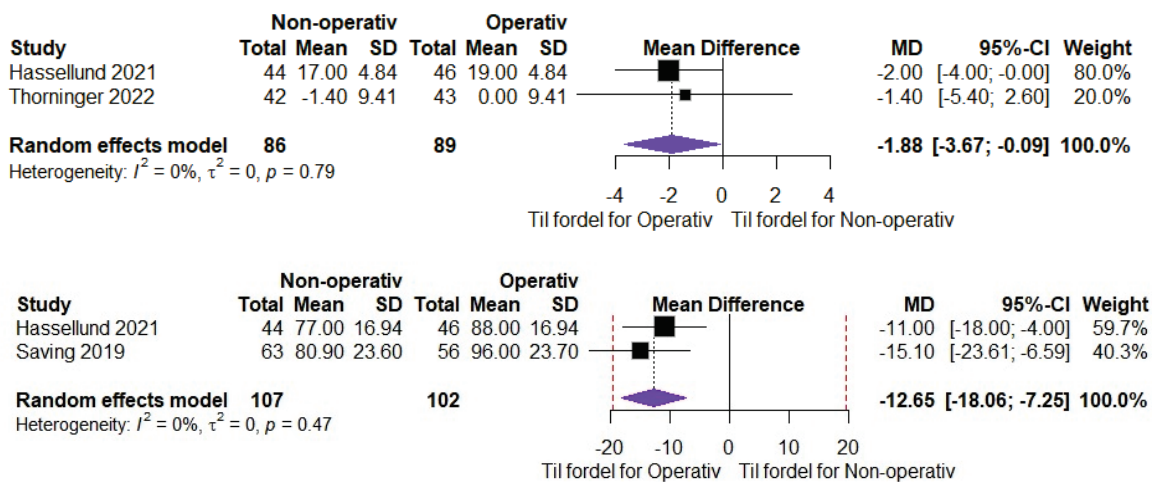 Non-operativ Operativ
Study Total Mean SD Total Mean SD Mean Difference MD 95%-CI Weight
Hassellund 2021 44 17.00 4.84 46 19.00 4.84 -2.00 [-4.00; -0.00] 80.0%
Thorninger 2022 42 -1.40 9.41 43 0.00 9.41 -1.40 [-5.40; 2.60] 20.0%
Random effects model 86 89 -1.88 [-3.67; -0.09] 100.0%
Heterogeneity: I² = 0%, τ² = 0, p = 0.79
-4 -2 0 2 4
Til fordel for Operativ Til fordel for Non-operativ
Non-operativ Operativ
Study Total Mean SD Total Mean SD Mean Difference MD 95%-CI Weight
Hassellund 2021 44 77.00 16.94 46 88.00 16.94 -11.00 [-18.00; -4.00] 59.7%
Saving 2019 63 80.90 23.60 56 96.00 23.70 -15.10 [-23.61; -6.59] 40.3%
Random effects model 107 102 -12.65 [-18.06; -7.25] 100.0%
Heterogeneity: I² = 0%, τ² = 0, p = 0.47
-20 -10 0 10 20
Til fordel for Operativ Til fordel for Non-operativ